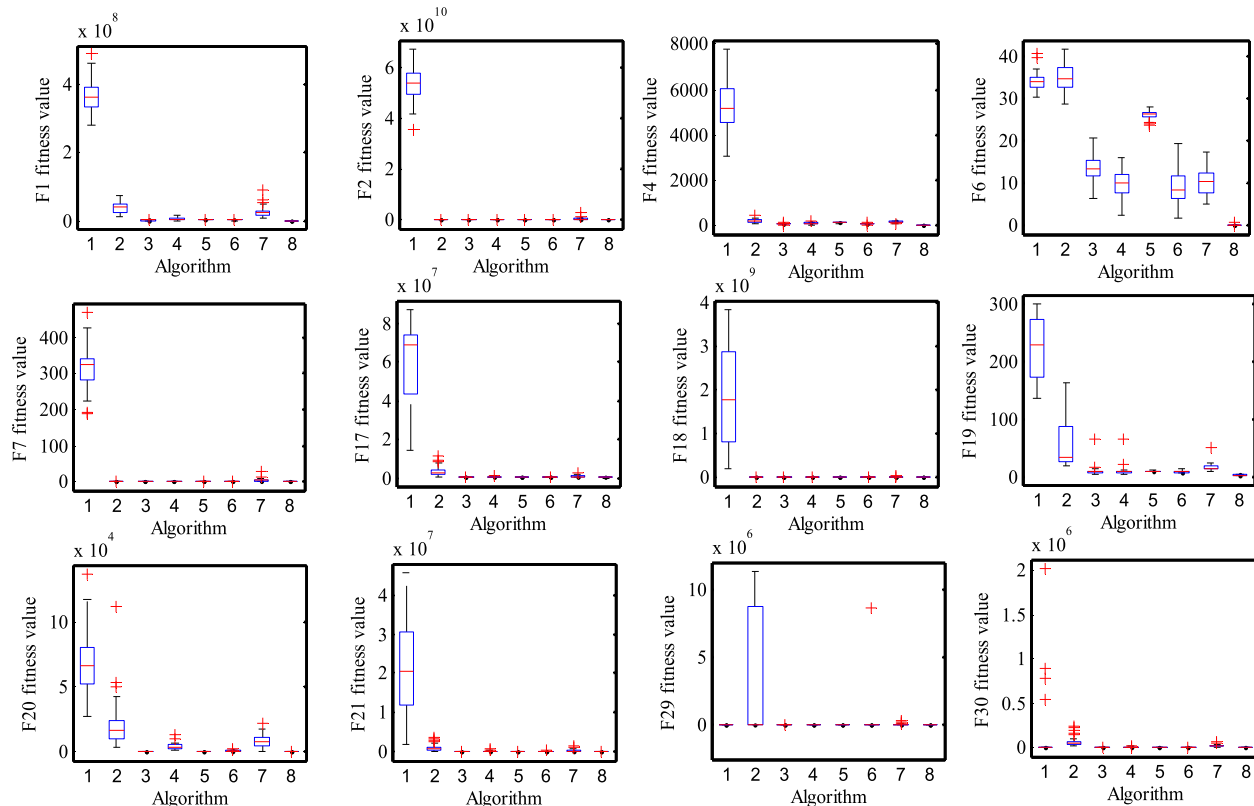 x 10^8
F1 fitness value
4
2
0
1 2 3 4 5 6 7 8
Algorithm
x 10^10
F2 fitness value
6
4
2
0
1 2 3 4 5 6 7 8
Algorithm
F4 fitness value
8000
6000
4000
2000
0
1 2 3 4 5 6 7 8
Algorithm
F6 fitness value
40
30
20
10
0
1 2 3 4 5 6 7 8
Algorithm
F7 fitness value
400
300
200
100
0
1 2 3 4 5 6 7 8
Algorithm
x 10^7
F17 fitness value
8
6
4
2
0
1 2 3 4 5 6 7 8
Algorithm
x 10^9
F18 fitness value
4
3
2
1
0
1 2 3 4 5 6 7 8
Algorithm
F19 fitness value
300
200
100
0
1 2 3 4 5 6 7 8
Algorithm
x 10^4
F20 fitness value
10
5
0
1 2 3 4 5 6 7 8
Algorithm
x 10^7
F21 fitness value
4
3
2
1
0
1 2 3 4 5 6 7 8
Algorithm
x 10^6
F29 fitness value
10
5
0
1 2 3 4 5 6 7 8
Algorithm
x 10^6
F30 fitness value
2
1.5
1
0.5
0
1 2 3 4 5 6 7 8
Algorithm